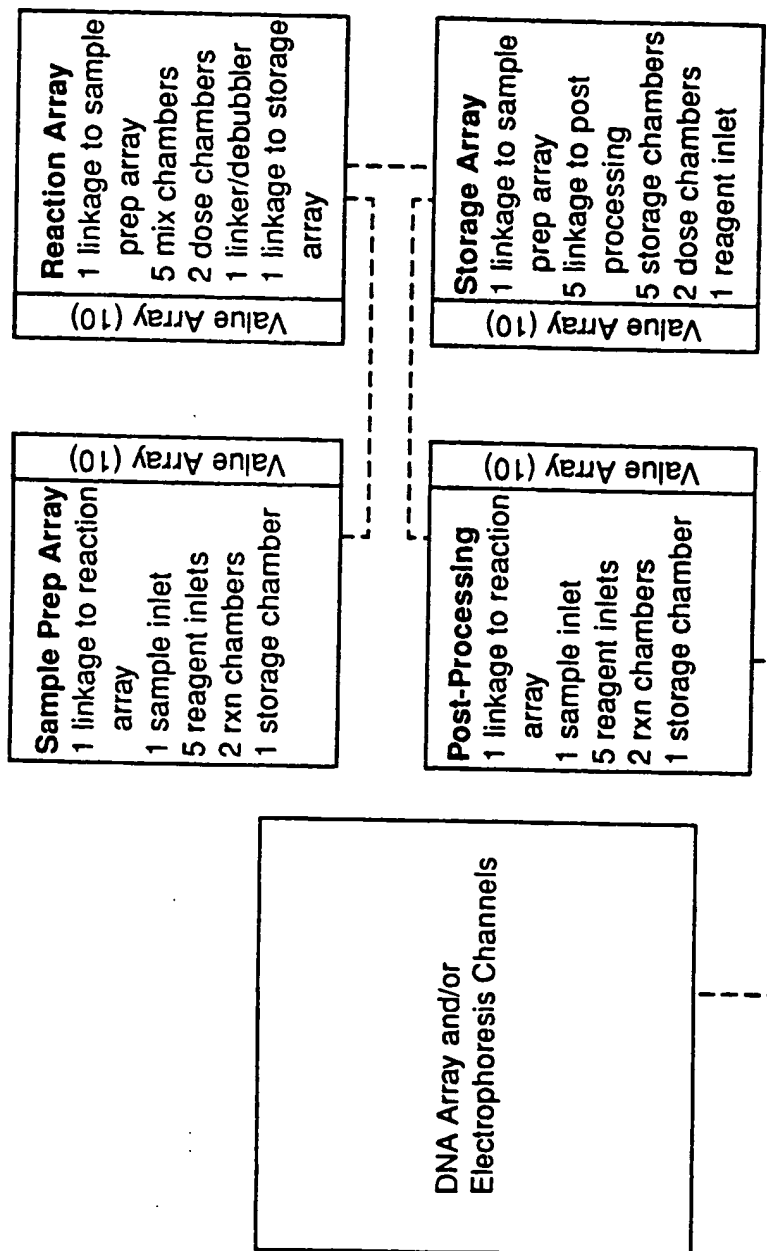 Reaction Array
1 linkage to sample
prep array
5 mix chambers
2 dose chambers
1 linker/debubbler
1 linkage to storage
array
Value Array (10)
Storage Array
1 linkage to sample
prep array
5 linkage to post
processing
5 storage chambers
2 dose chambers
1 reagent inlet
Value Array (10)
Sample Prep Array
1 linkage to reaction
array
1 sample inlet
5 reagent inlets
2 rxn chambers
1 storage chamber
Value Array (10)
Post-Processing
1 linkage to reaction
array
1 sample inlet
5 reagent inlets
2 rxn chambers
1 storage chamber
Value Array (10)
DNA Array and/or
Electrophoresis Channels